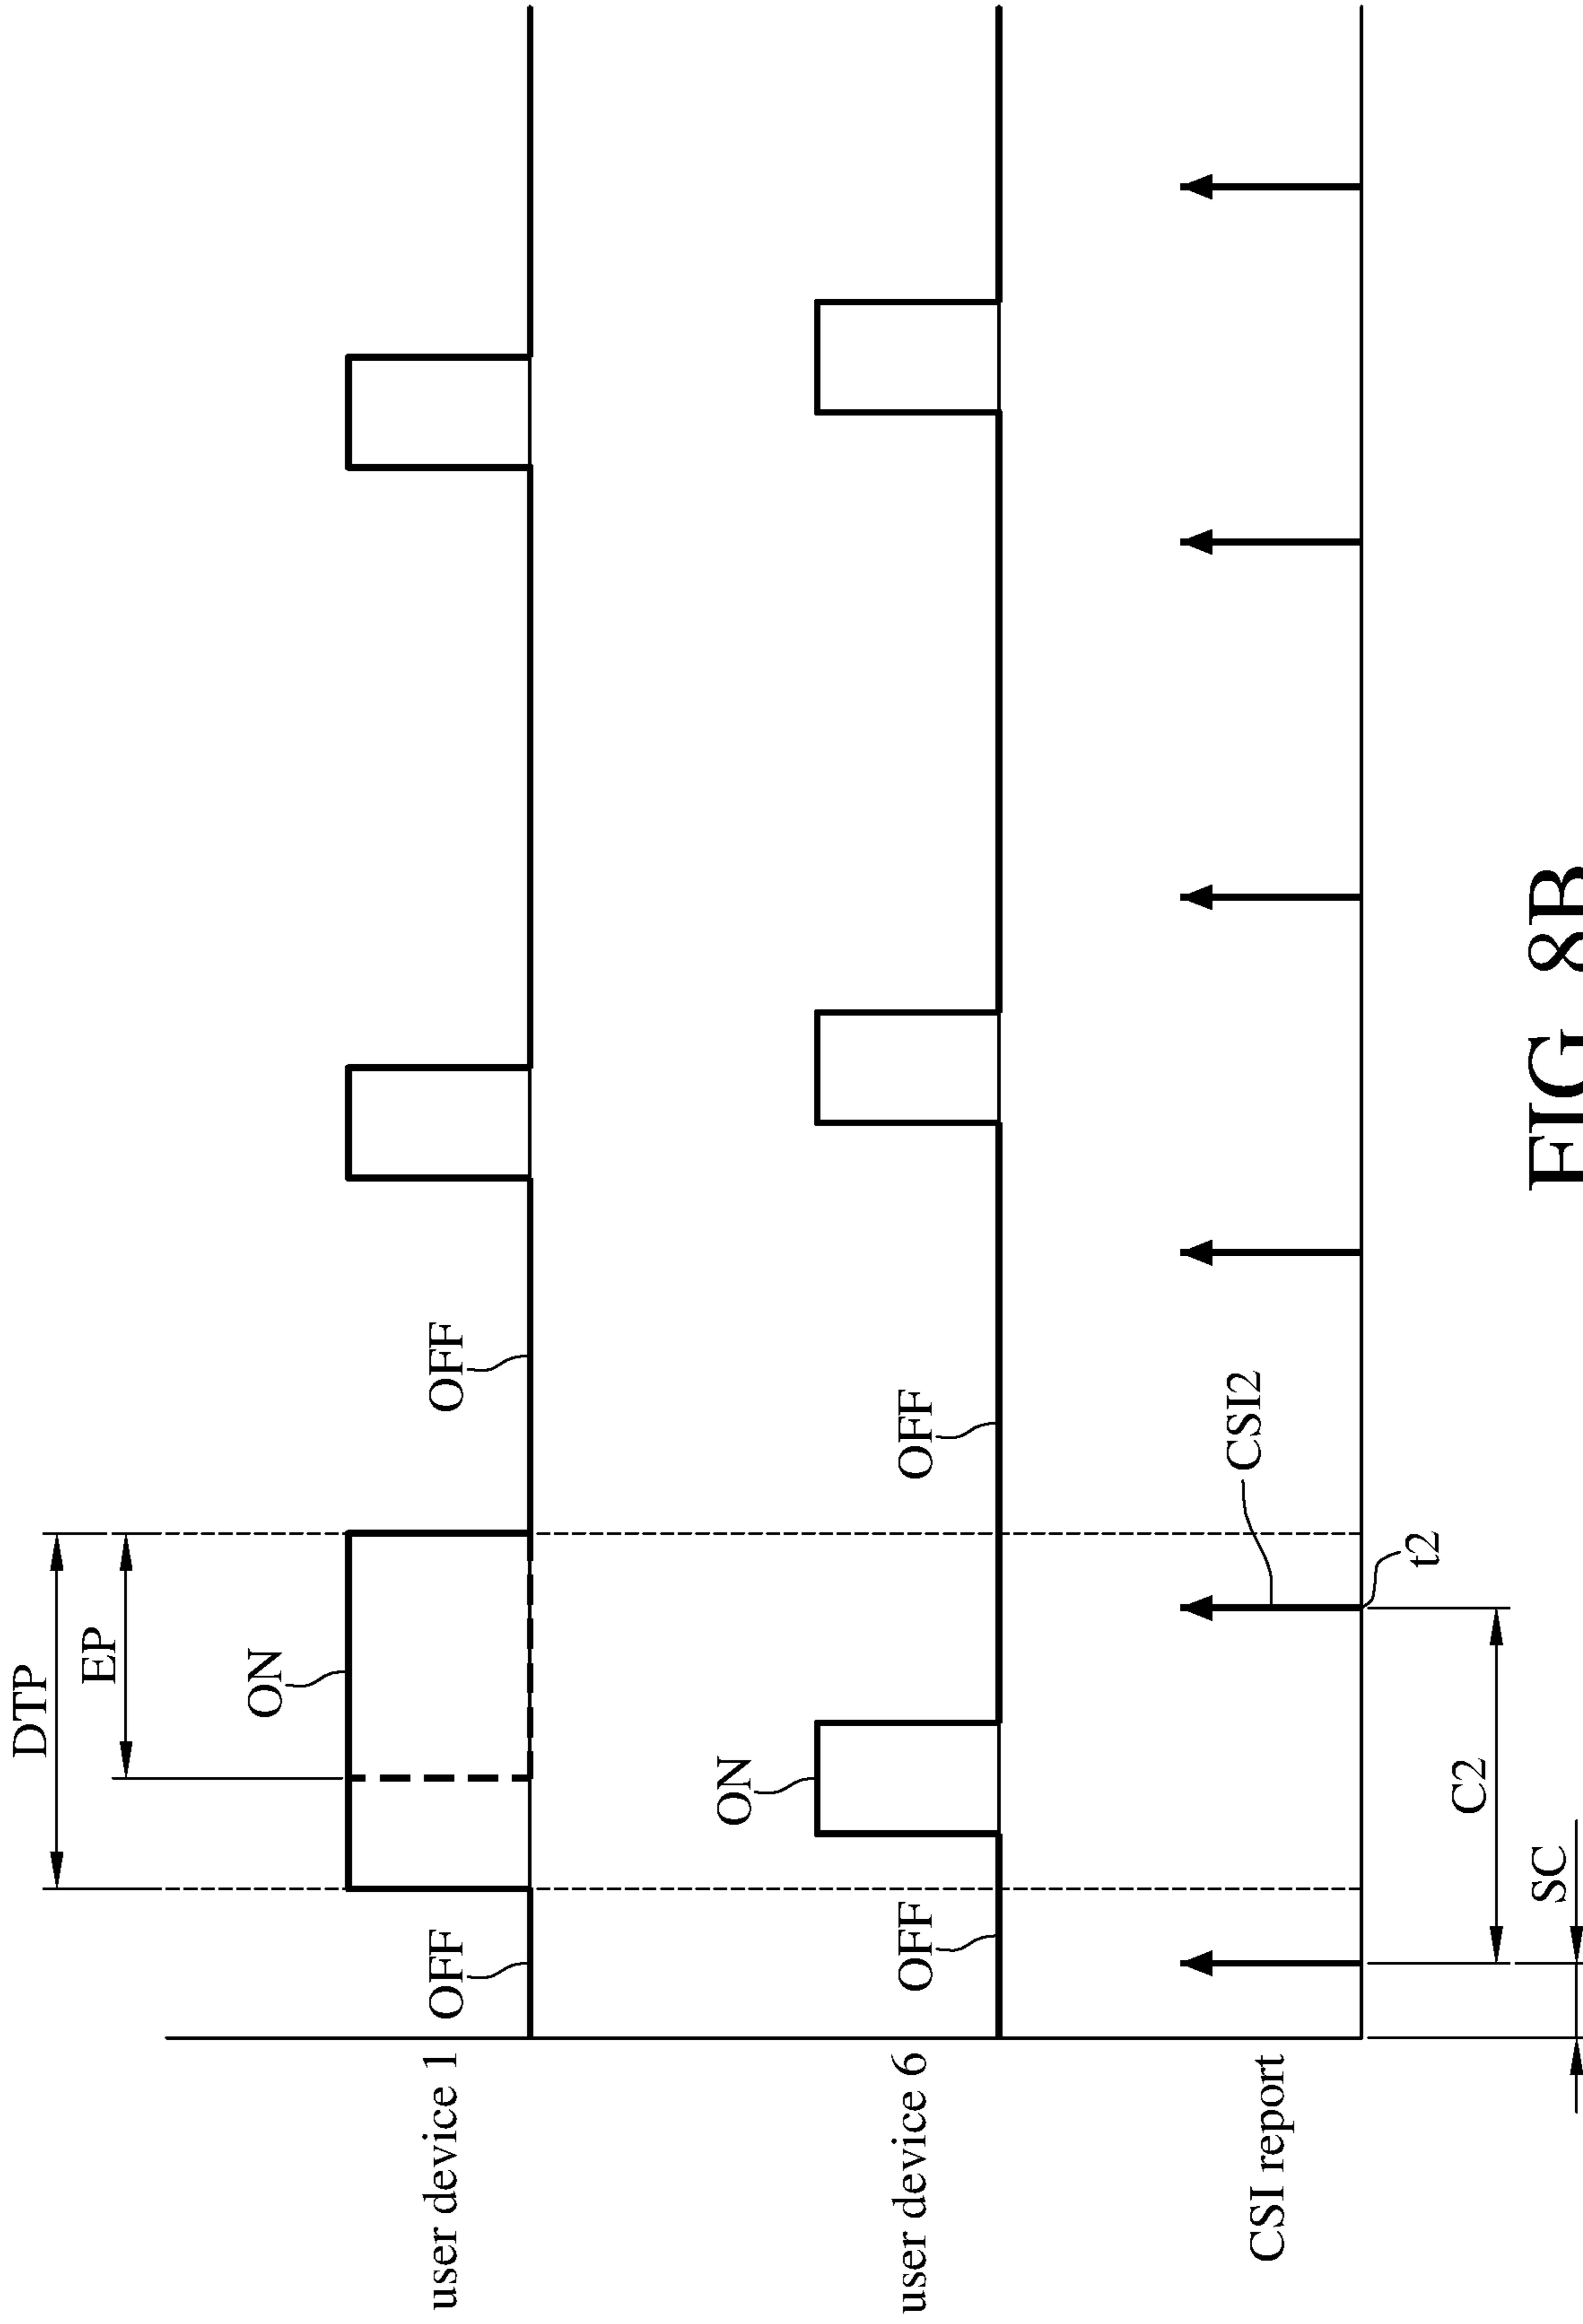 DTP
EP
user device 1
OFF
ON
OFF
user device 6
OFF
ON
OFF
CSI report
CSI2
t2
C2
SC
FIG 8B